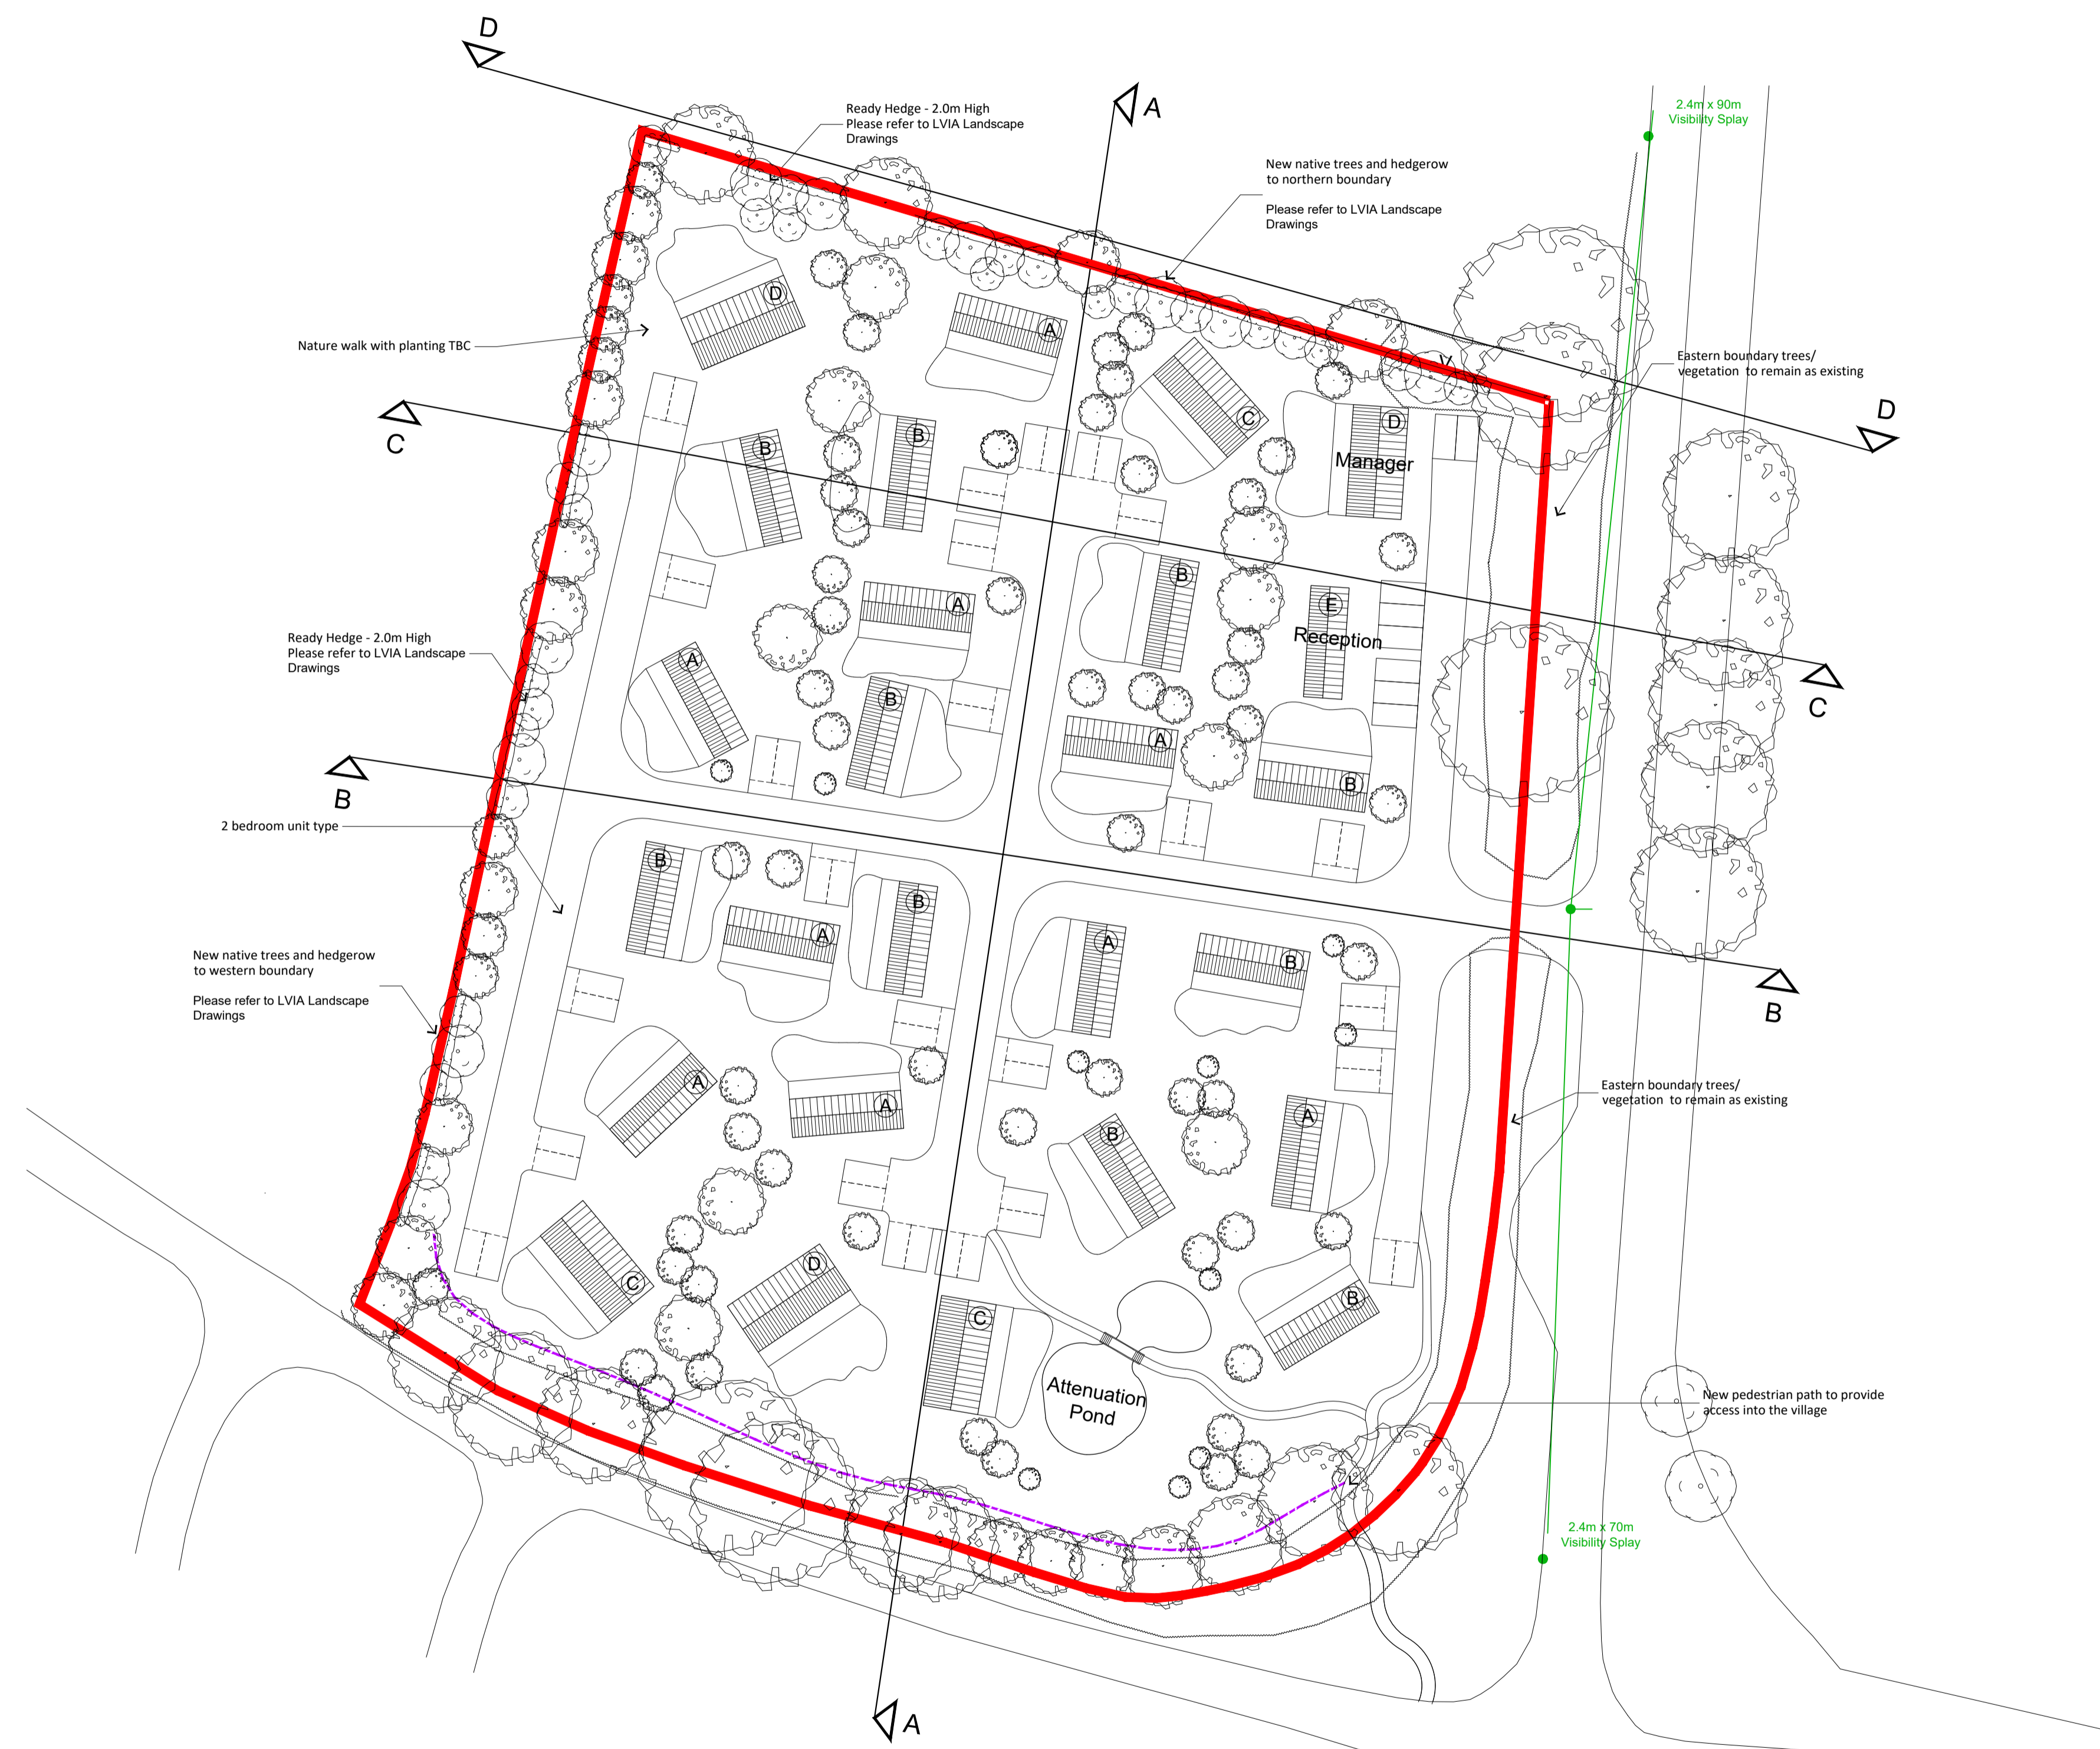 D
A
2.4m x 90m
Visibility Splay
Ready Hedge - 2.0m High
Please refer to LVIA Landscape
Drawings
New native trees and hedgerow
to northern boundary
Please refer to LVIA Landscape
Drawings
D
A
Nature walk with planting TBC
Eastern boundary trees/
vegetation to remain as existing
C
D
D
C
B
B
Manager
B
E
A
Reception
Ready Hedge - 2.0m High
Please refer to LVIA Landscape
Drawings
A
B
C
A
B
B
2 bedroom unit type
B
B
A
A
B
New native trees and hedgerow
to western boundary
Please refer to LVIA Landscape
Drawings
B
A
A
A
B
Eastern boundary trees/
vegetation to remain as existing
D
C
C
B
Attenuation
Pond
New pedestrian path to provide
access into the village
2.4m x 70m
Visibility Splay
A